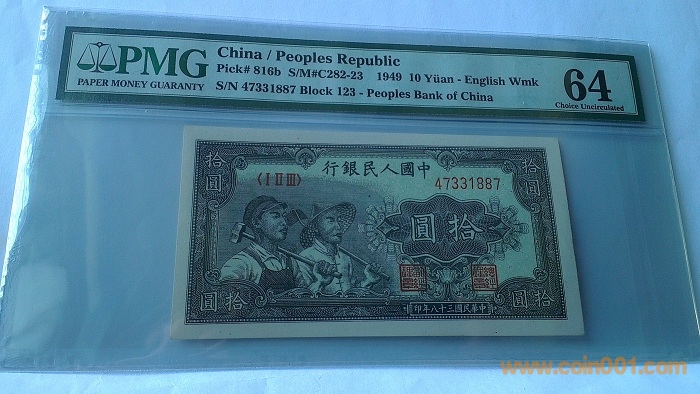 PMG
PAPER MONEY GUARANTY
China / Peoples Republic
Pick# 816b S/M#C282-23 1949 10 Yüan - English Wmk
S/N 47331887 Block 123 - Peoples Bank of China
64
Choice Uncirculated
行銀民人國中
〈I II III〉
47331887
拾圓
圓拾
拾圓
圓
拾
印年八十三國民華中
www.coin001.com